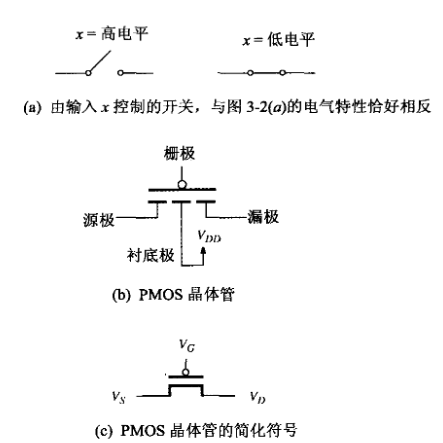 x = 高电平
x = 低电平
(a) 由输入 x 控制的开关，与图 3-2(a)的电气特性恰好相反
栅极
源极
漏极
V_DD
衬底极
(b) PMOS 晶体管
V_G
V_S
V_D
(c) PMOS 晶体管的简化符号